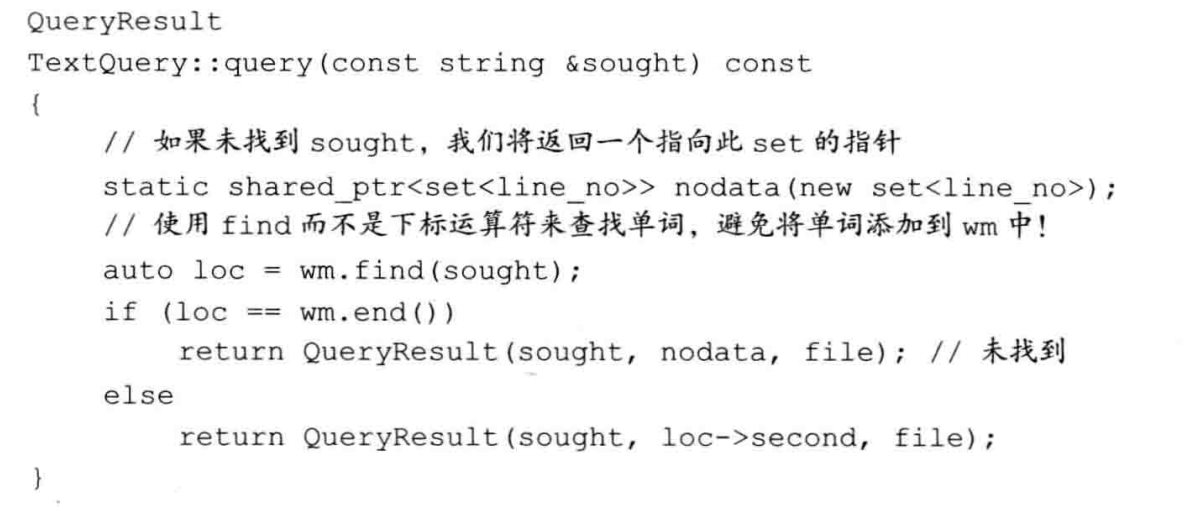 QueryResult
TextQuery::query(const string &sought) const
{
// 如果未找到 sought，我们将返回一个指向此 set 的指针
static shared_ptr<set<line_no>> nodata(new set<line_no>);
// 使用 find 而不是下标运算符来查找单词，避免将单词添加到 wm 中！
auto loc = wm.find(sought);
if (loc == wm.end())
return QueryResult(sought, nodata, file); // 未找到
else
return QueryResult(sought, loc->second, file);
}